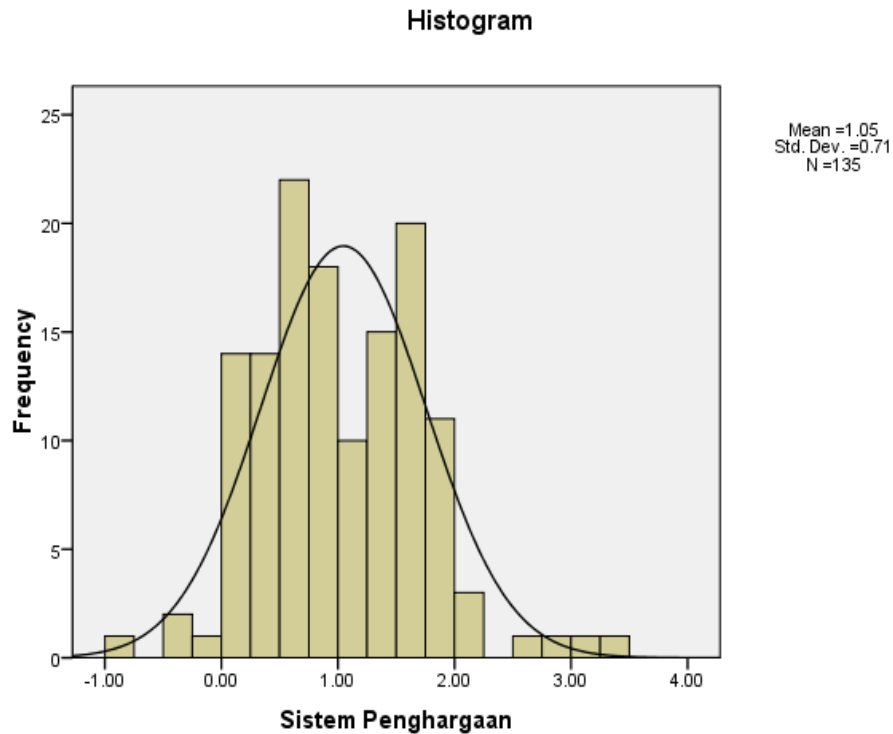 Histogram
Mean =1.05
Std. Dev. =0.71
N =135
Frequency
25
20
15
10
5
0
-1.00 0.00 1.00 2.00 3.00 4.00
Sistem Penghargaan